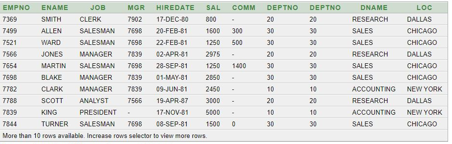 EMPNO ENAME JOB MGR HIREDATE SAL COMM DEPTNO DEPTNO DNAME LOC
7369 SMITH CLERK 7902 17-DEC-80 800 - 20 20 RESEARCH DALLAS
7499 ALLEN SALESMAN 7698 20-FEB-81 1600 300 30 30 SALES CHICAGO
7521 WARD SALESMAN 7698 22-FEB-81 1250 500 30 30 SALES CHICAGO
7566 JONES MANAGER 7839 02-APR-81 2975 - 20 20 RESEARCH DALLAS
7654 MARTIN SALESMAN 7698 28-SEP-81 1250 1400 30 30 SALES CHICAGO
7698 BLAKE MANAGER 7839 01-MAY-81 2850 - 30 30 SALES CHICAGO
7782 CLARK MANAGER 7839 09-JUN-81 2450 - 10 10 ACCOUNTING NEW YORK
7788 SCOTT ANALYST 7566 19-APR-87 3000 - 20 20 RESEARCH DALLAS
7839 KING PRESIDENT - 17-NOV-81 5000 - 10 10 ACCOUNTING NEW YORK
7844 TURNER SALESMAN 7698 08-SEP-81 1500 0 30 30 SALES CHICAGO
More than 10 rows available. Increase rows selector to view more rows.